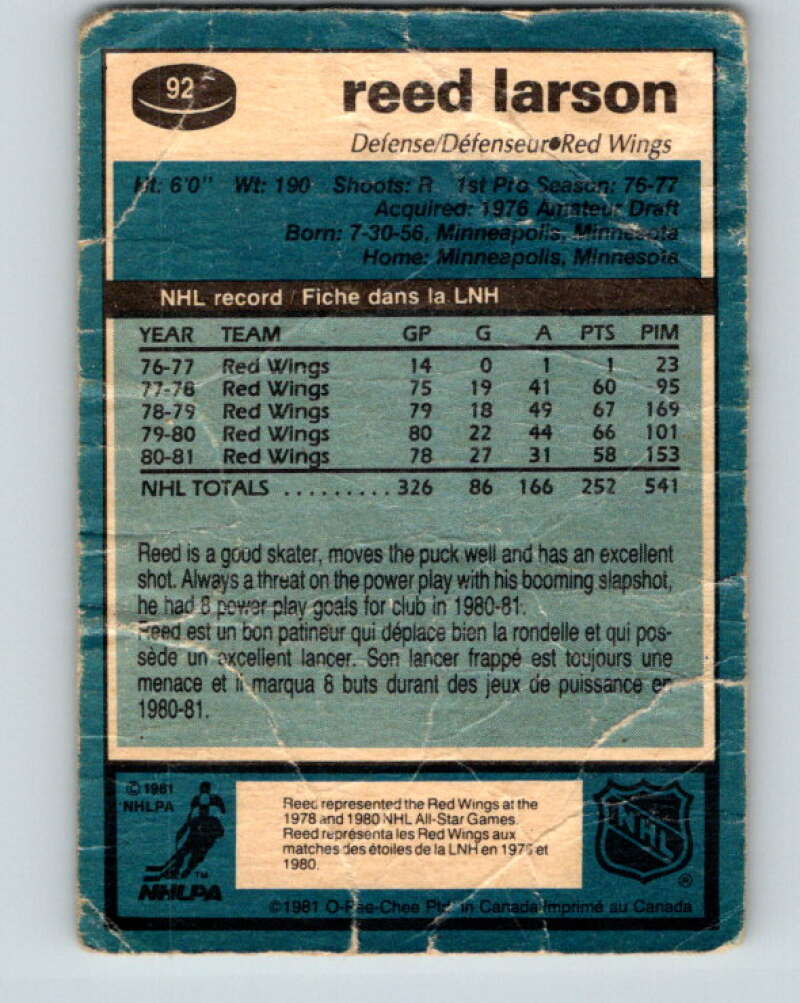 92
reed larson
Defense/Défenseur•Red Wings
Ht: 6'0" Wt: 190 Shoots: R 1st Pro Season: 76-77
Acquired: 1976 Amateur Draft
Born: 7-30-56, Minneapolis, Minnesota
Home: Minneapolis, Minnesota
NHL record / Fiche dans la LNH
YEAR TEAM GP G A PTS PIM
76-77 Red Wings 14 0 1 1 23
77-78 Red Wings 75 19 41 60 95
78-79 Red Wings 79 18 49 67 169
79-80 Red Wings 80 22 44 66 101
80-81 Red Wings 78 27 31 58 153
NHL TOTALS .......... 326 86 166 252 541
Reed is a good skater, moves the puck well and has an excellent
shot. Always a threat on the power play with his booming slapshot,
he had 8 power play goals for club in 1980-81.
Reed est un bon patineur qui déplace bien la rondelle et qui pos-
sède un excellent lancer. Son lancer frappé est toujours une
menace et il marqua 8 buts durant des jeux de puissance en
1980-81.
© 1981
NHLPA
Reed represented the Red Wings at the
1978 and 1980 NHL All-Star Games.
Reed représenta les Red Wings aux
matches des étoiles de la LNH en 1978 et
1980.
NHL
®
TM
NHLPA
©1981 O-Pee-Chee Ptd. in Canada/Imprimé au Canada